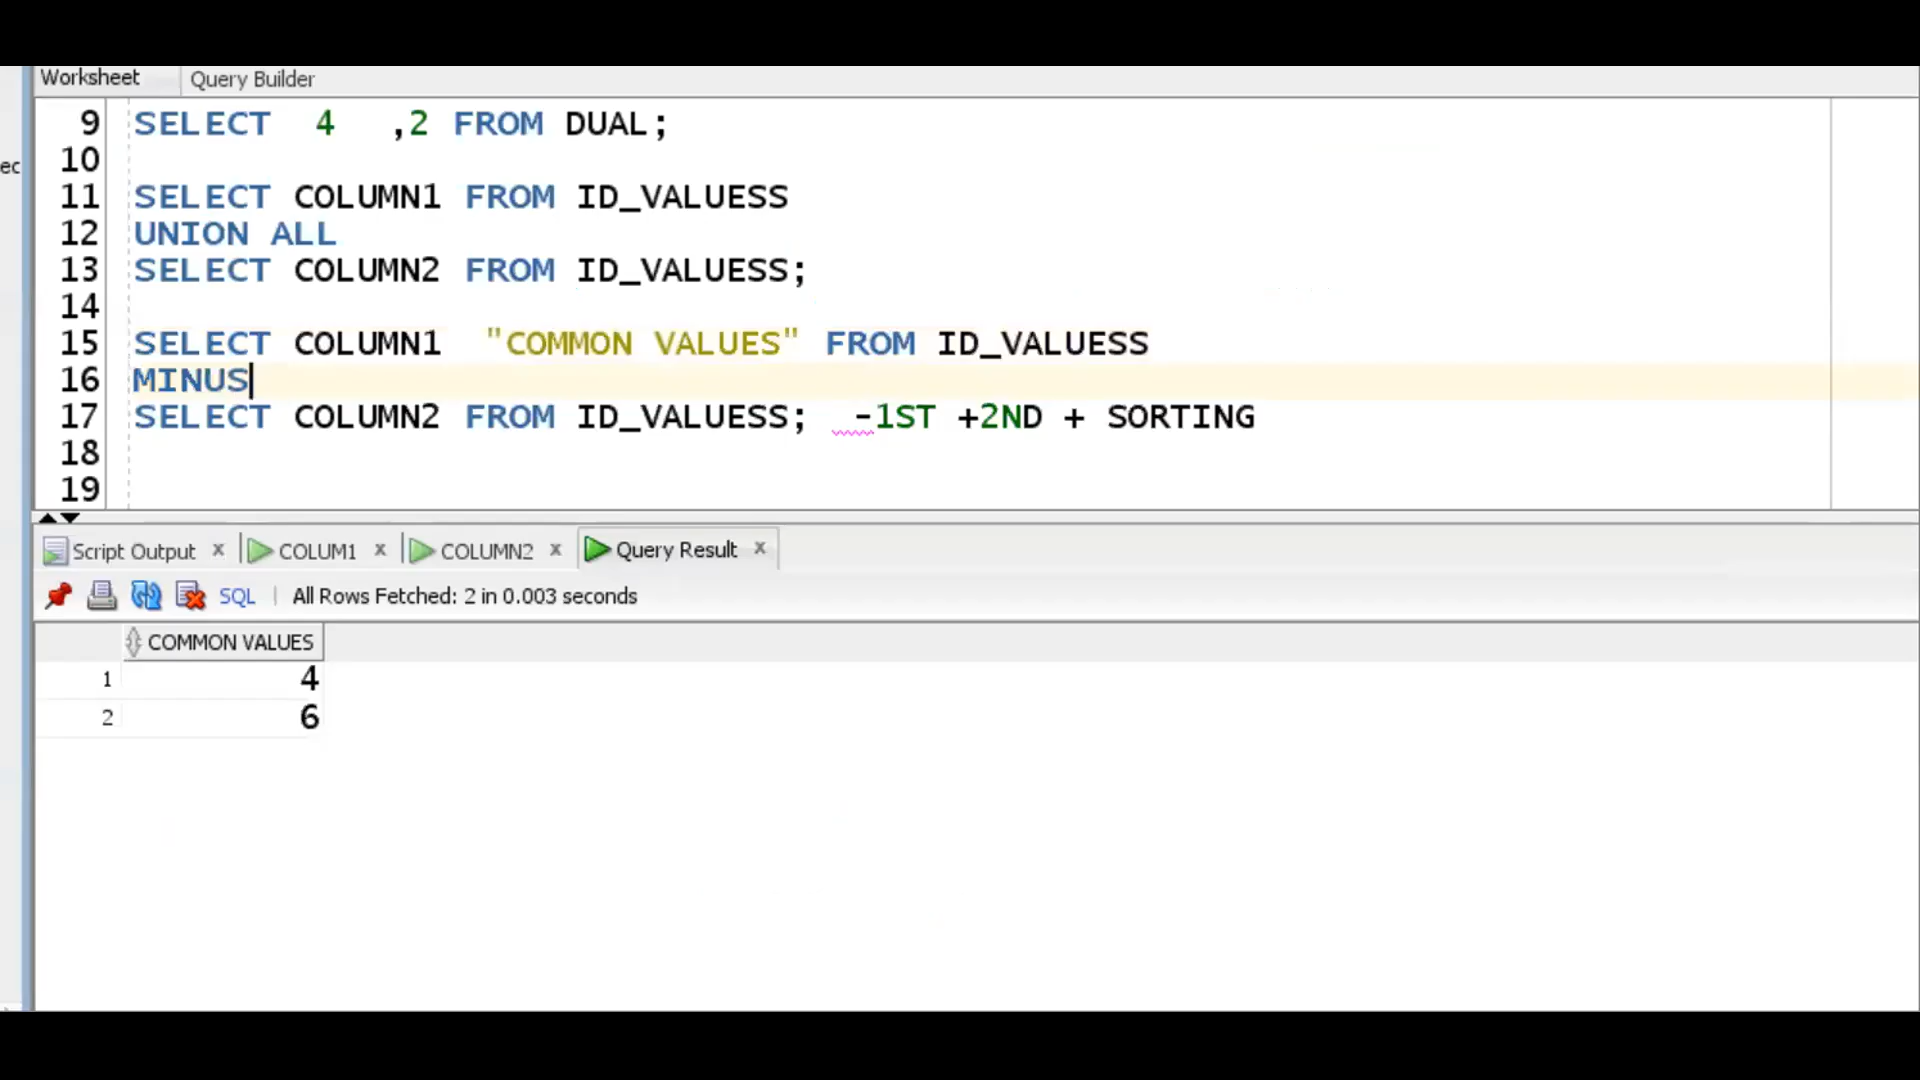 Worksheet Query Builder
9 SELECT 4 ,2 FROM DUAL;
ec
10
11 SELECT COLUMN1 FROM ID_VALUESS
12 UNION ALL
13 SELECT COLUMN2 FROM ID_VALUESS;
14
15 SELECT COLUMN1 "COMMON VALUES" FROM ID_VALUESS
16 MINUS
17 SELECT COLUMN2 FROM ID_VALUESS; -1ST +2ND + SORTING
18
19
Script Output x COLUM1 x COLUMN2 x Query Result x
SQL | All Rows Fetched: 2 in 0.003 seconds
COMMON VALUES
1 4
2 6